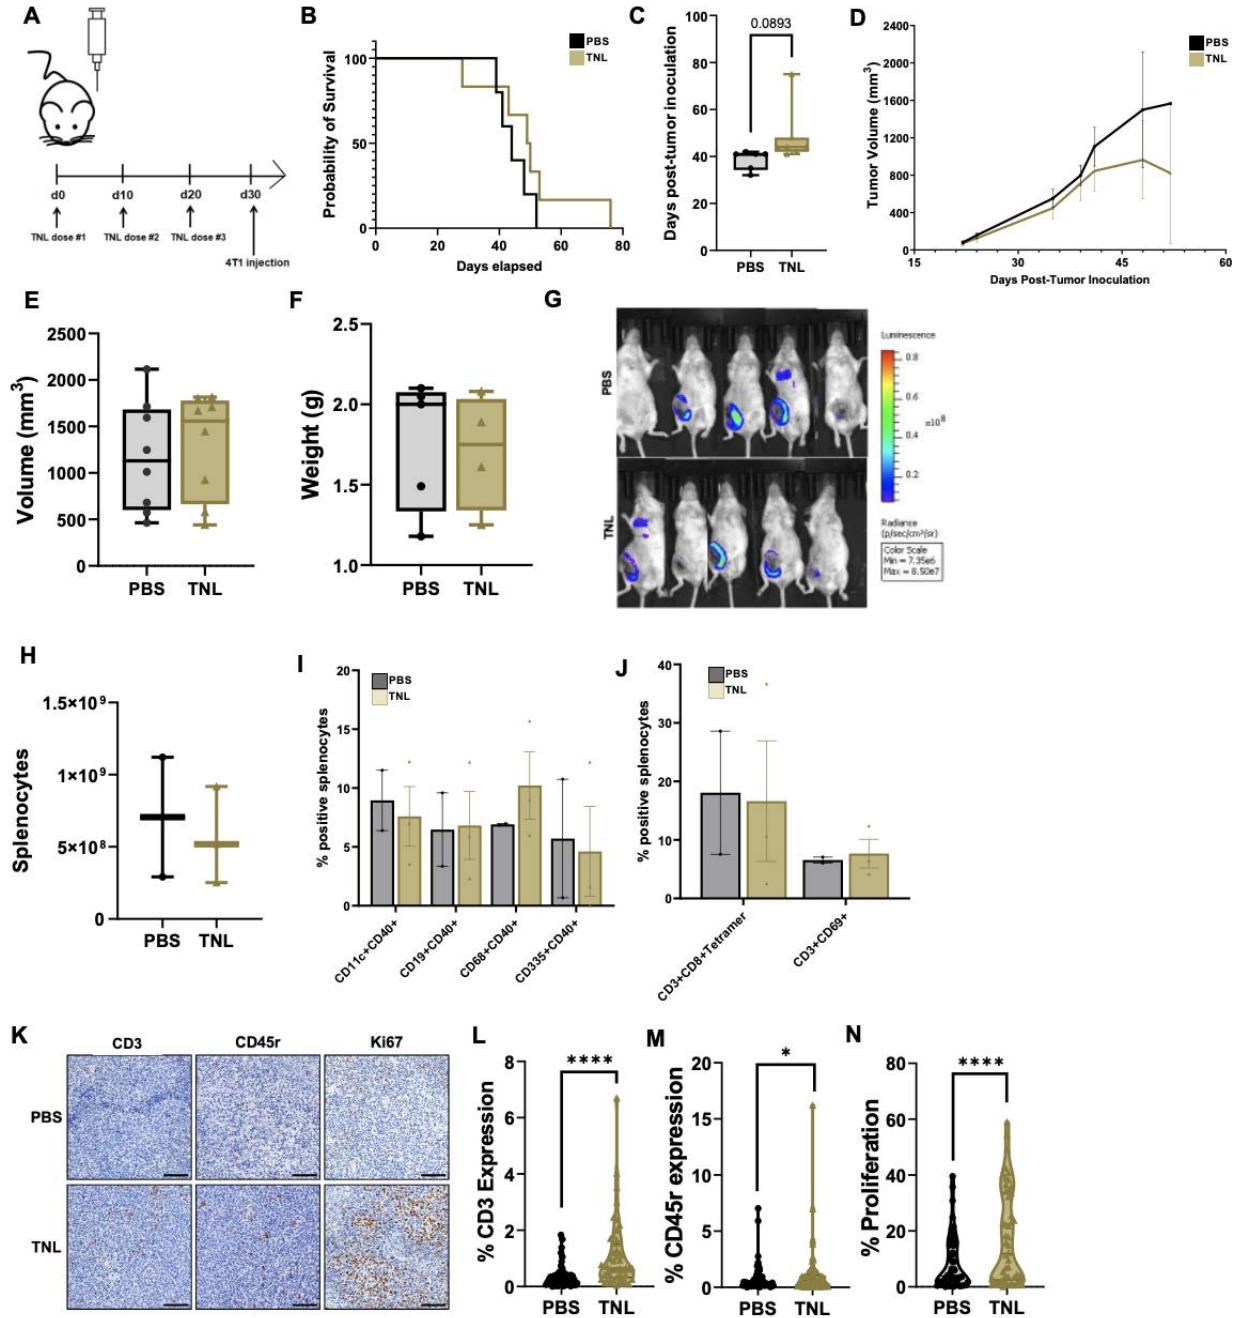 A
d0
d10
d20
d30
TNL dose #1
TNL dose #2
TNL dose #3
4T1 injection
B
PBS
TNL
Probability of Survival
100
50
0
0
20
40
60
80
Days elapsed
C
Days post-tumor inoculation
100
80
60
40
20
0
0.0893
PBS
TNL
D
PBS
TNL
Tumor Volume (mm³)
2400
2000
1600
1200
800
400
0
15
30
45
60
Days Post-Tumor Inoculation
E
Volume (mm³)
2500
2000
1500
1000
500
0
PBS
TNL
F
Weight (g)
2.5
2.0
1.5
1.0
PBS
TNL
G
PBS
TNL
Luminescence
0.8
0.6
0.4
0.2
x10⁸
Radiance
(p/sec/cm²/sr)
Color Scale
Min = 7.35e6
Max = 8.50e7
H
Splenocytes
1.5×10⁹
1×10⁹
5×10⁸
0
PBS
TNL
I
PBS
TNL
% positive splenocytes
20
15
10
5
0
CD11c+CD40+
CD19+CD40+
CD68+CD40+
CD335+CD40+
J
PBS
TNL
% positive splenocytes
40
30
20
10
0
CD3+CD8+Tetramer
CD3+CD69+
K
CD3
CD45r
Ki67
PBS
TNL
L
% CD3 Expression
8
6
4
2
0
****
PBS
TNL
M
% CD45r expression
20
15
10
5
0
*
PBS
TNL
N
% Proliferation
80
60
40
20
0
****
PBS
TNL